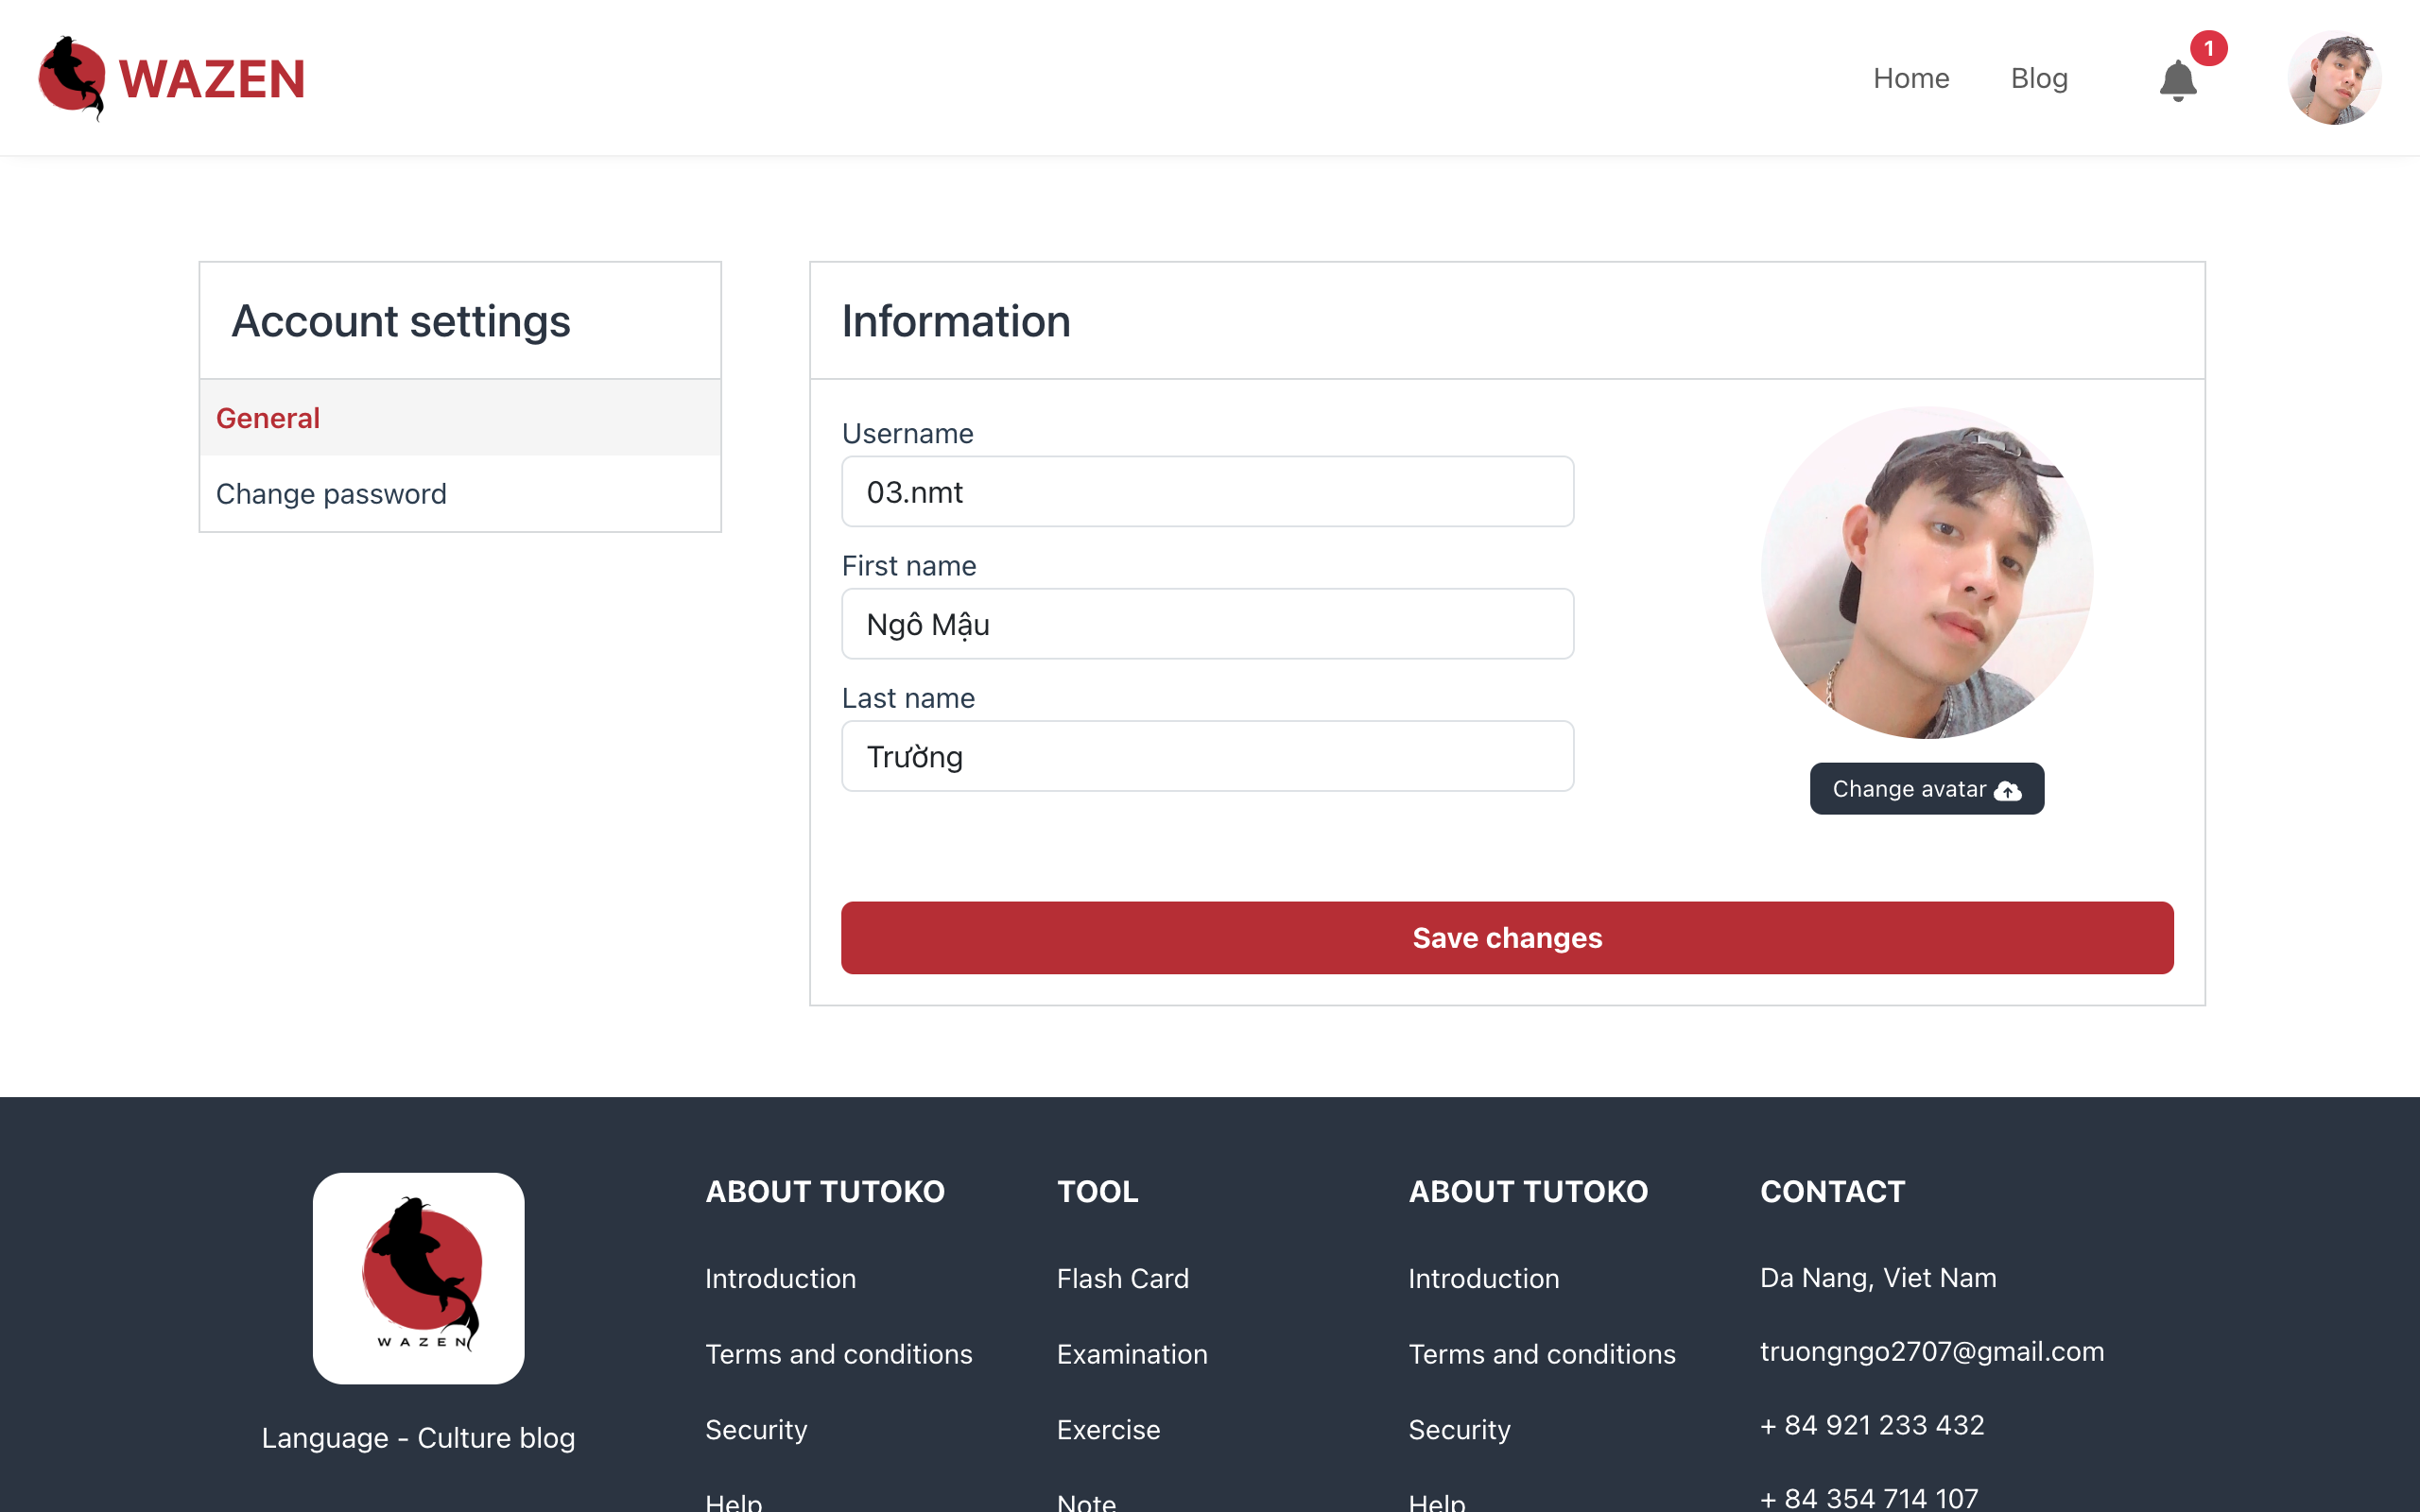 WAZEN
Home
Blog
1
Account settings
General
Change password
Information
Username
03.nmt
First name
Ngô Mậu
Last name
Trường
Change avatar
Save changes
WAZEN
Language - Culture blog
ABOUT TUTOKO
Introduction
Terms and conditions
Security
Help
TOOL
Flash Card
Examination
Exercise
Note
ABOUT TUTOKO
Introduction
Terms and conditions
Security
Help
CONTACT
Da Nang, Viet Nam
truongngo2707@gmail.com
+ 84 921 233 432
+ 84 354 714 107